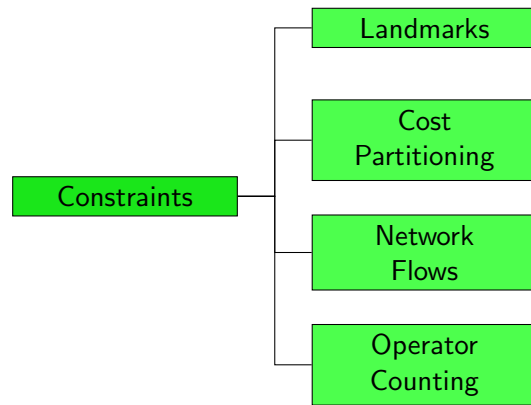 Landmarks
Cost
Partitioning
Constraints
Network
Flows
Operator
Counting